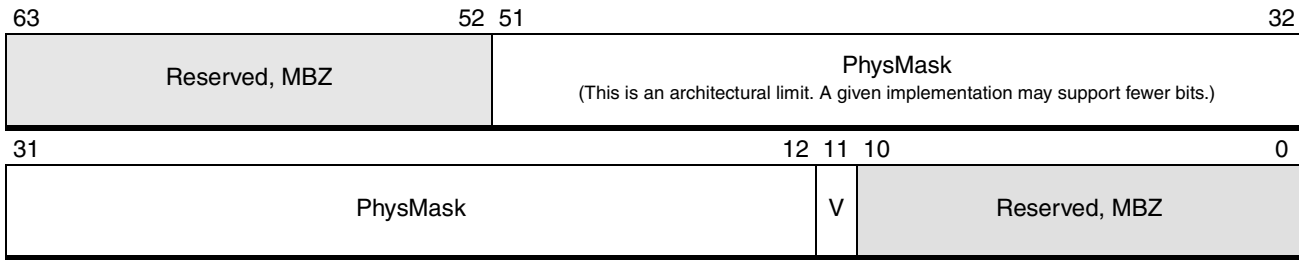 63 52 51 32
Reserved, MBZ
PhysMask
(This is an architectural limit. A given implementation may support fewer bits.)
31 12 11 10 0
PhysMask V Reserved, MBZ